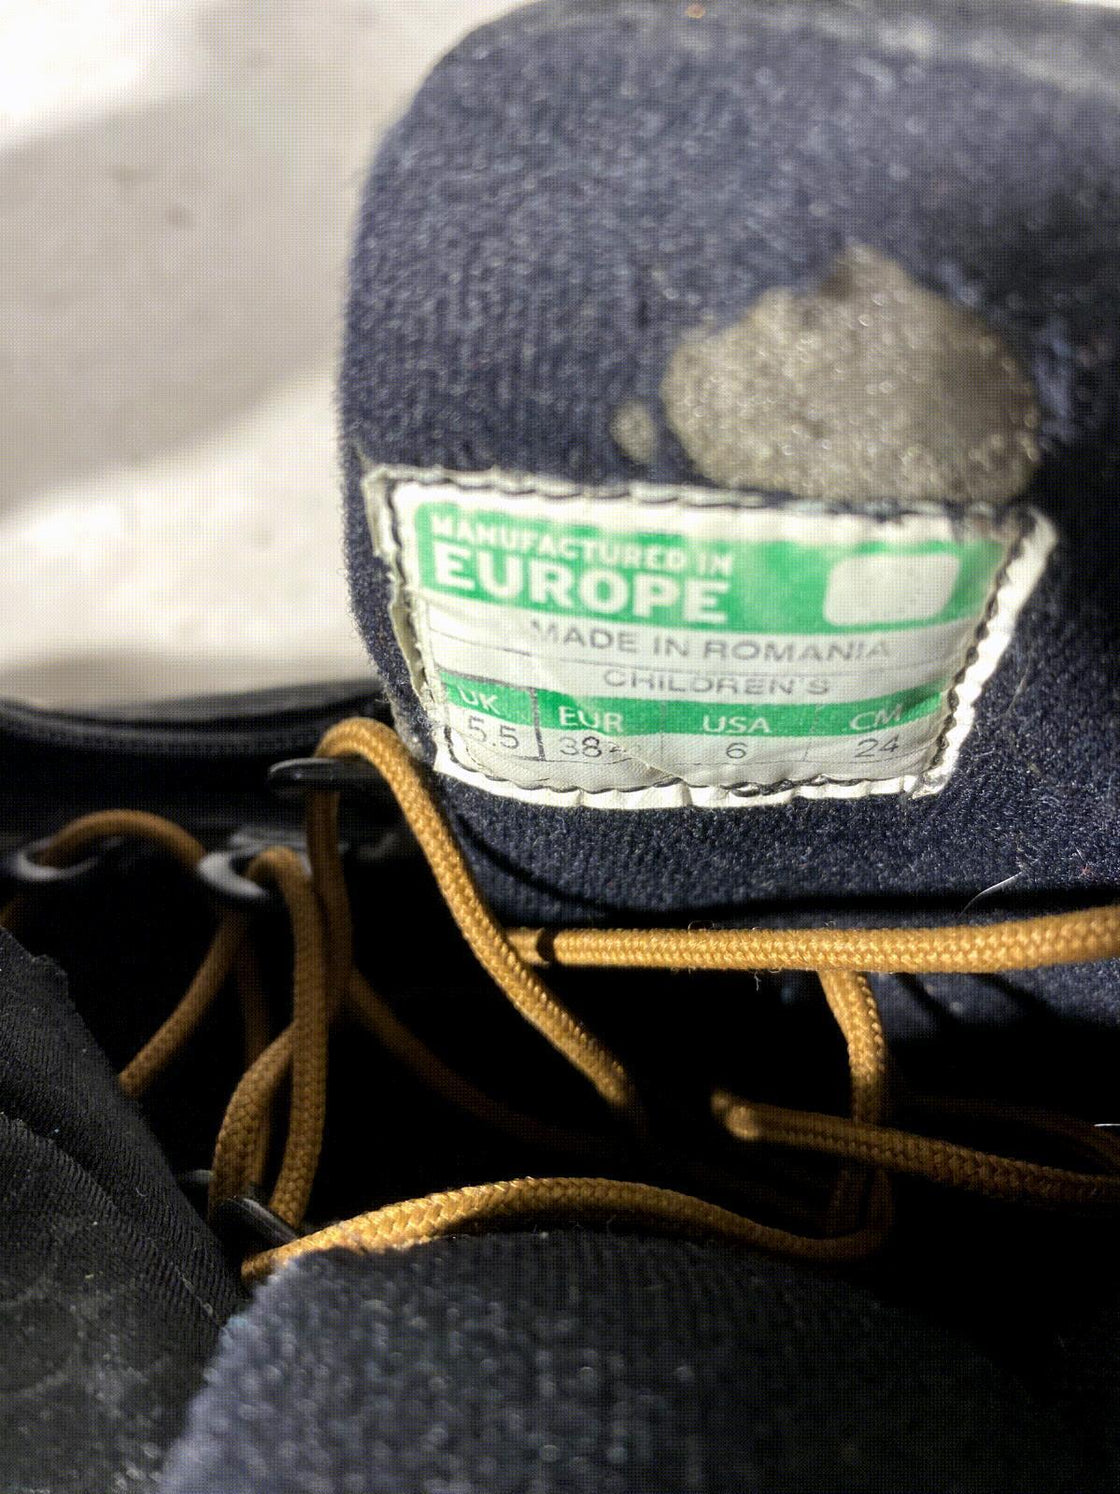 MANUFACTURED IN
EUROPE
MADE IN ROMANIA
CHILDREN'S
UK EUR USA CM
5.5 38 6 24